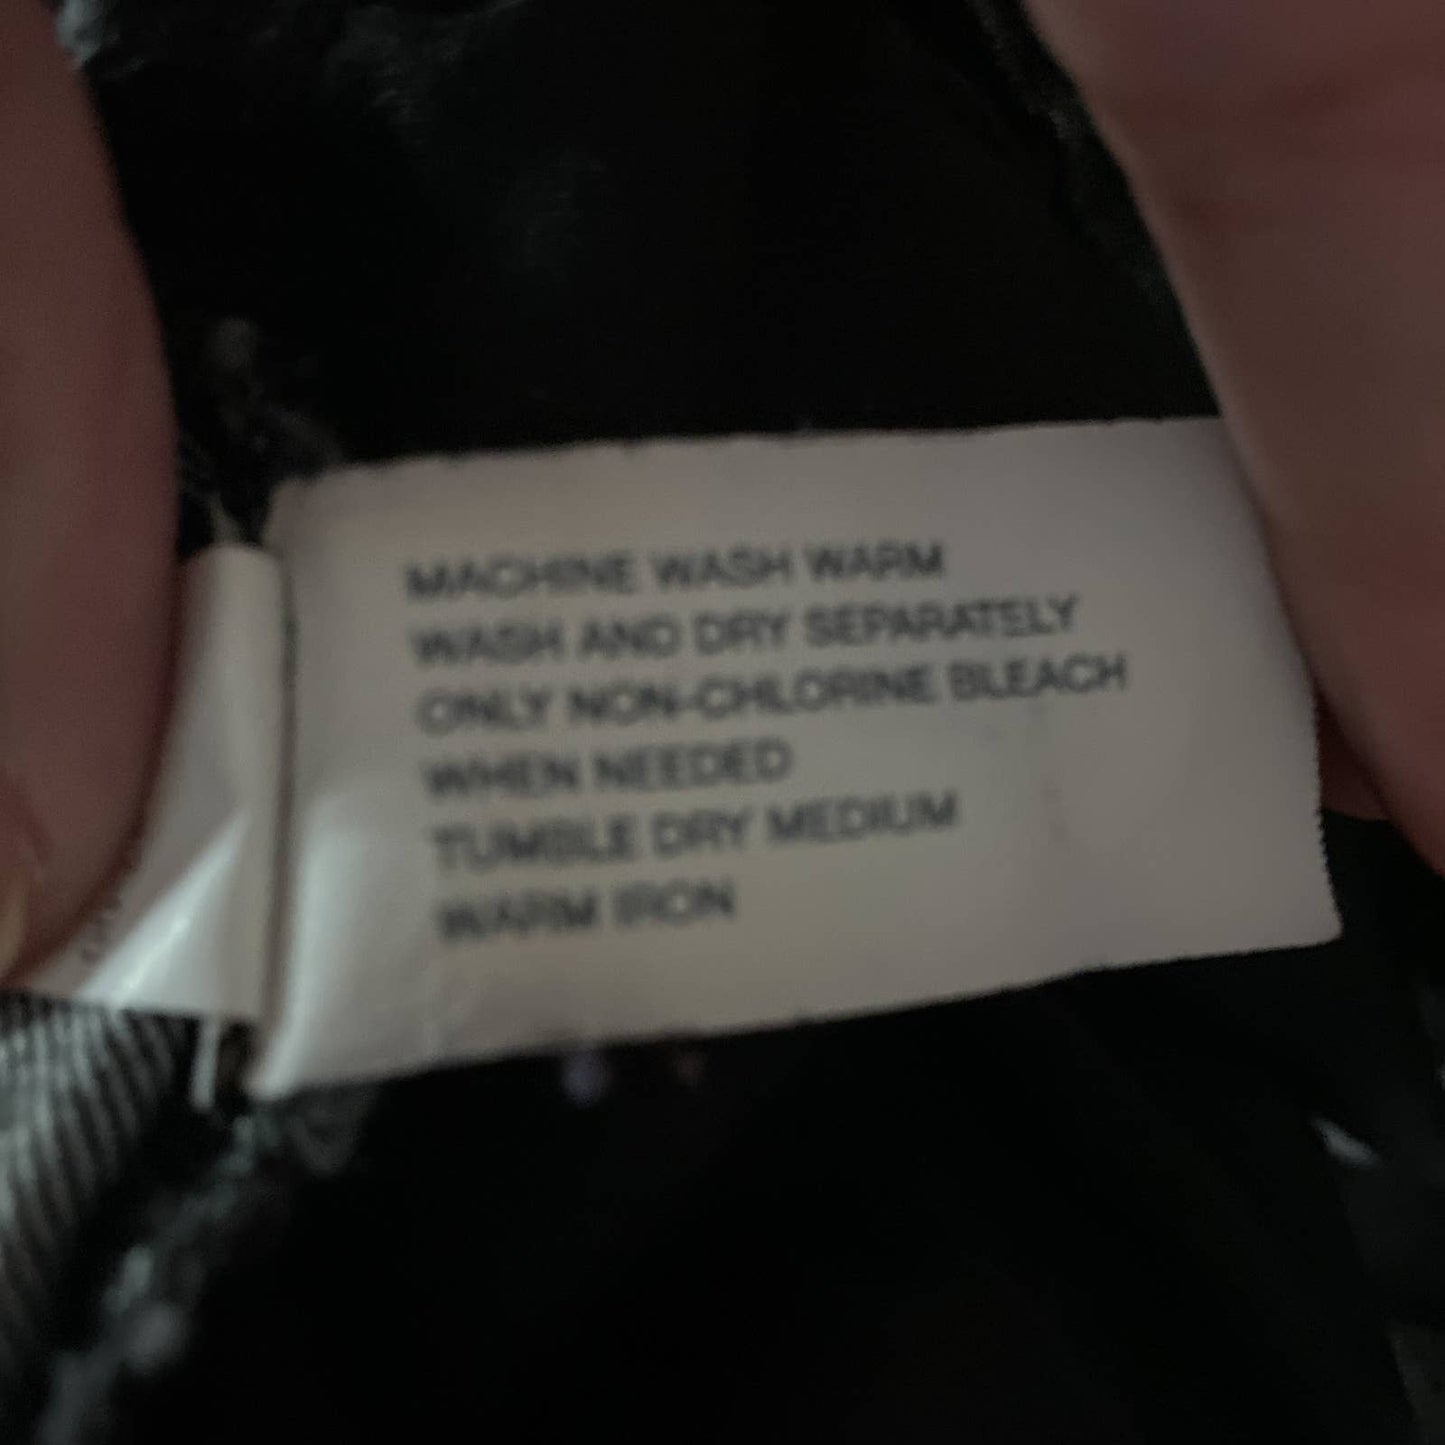 MACHINE WASH WARM
WASH AND DRY SEPARATELY
ONLY NON-CHLORINE BLEACH
WHEN NEEDED
TUMBLE DRY MEDIUM
WARM IRON